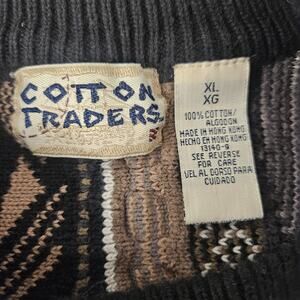 COTTON
TRADERS
XL
XG
100% COTTON/
ALGODON
MADE IN HONG KONG
HECHO EN HONG KONG
13140-9
SEE REVERSE
FOR CARE
VEL AL DORSO PARA
CUIDADO